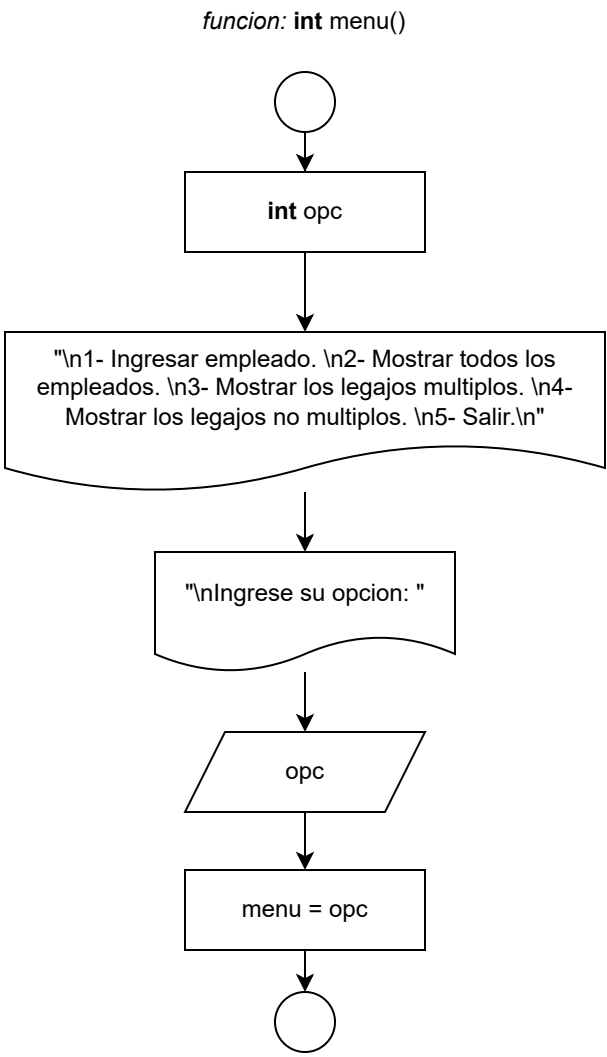 funcion: int menu()
int opc
"\n1- Ingresar empleado. \n2- Mostrar todos los
empleados. \n3- Mostrar los legajos multiplos. \n4-
Mostrar los legajos no multiplos. \n5- Salir.\n"
"\nIngrese su opcion: "
opc
menu = opc